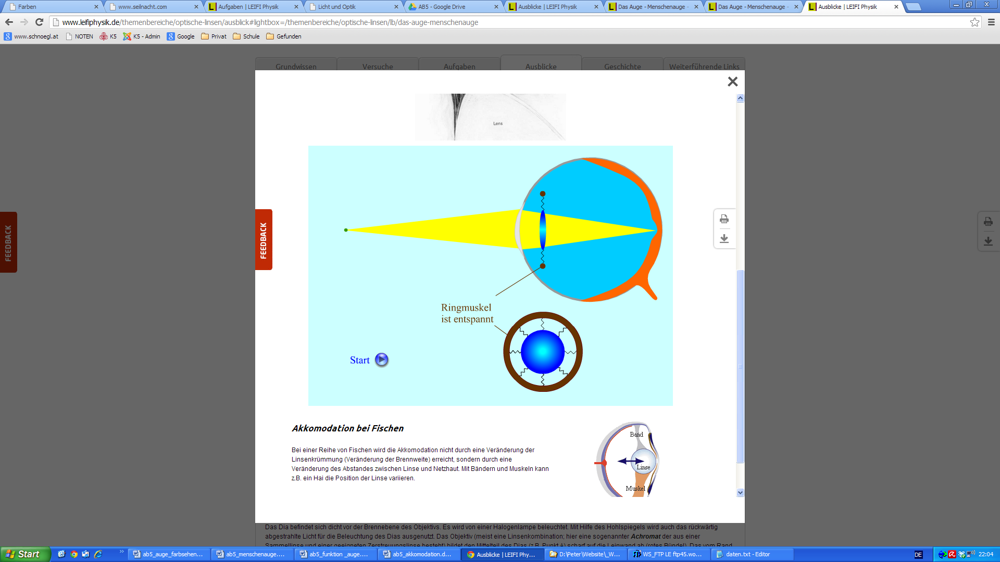 Farben
www.seilnacht.com
Aufgaben | LEIFI Physik
Licht und Optik
AB5 - Google Drive
Ausblicke | LEIFI Physik
Das Auge - Menschenauge -
Das Auge - Menschenauge -
Ausblicke | LEIFI Physik
www.leifiphysik.de/themenbereiche/optische-linsen/ausblick#lightbox=/themenbereiche/optische-linsen/lb/das-auge-menschenauge
www.schnoegl.at
NOTEN
K5
K5 - Admin
Google
Privat
Schule
Gefunden
Grundwissen
Versuche
Aufgaben
Ausblicke
Geschichte
Weiterführende Links
Lens
FEEDBACK
FEEDBACK
Ringmuskel
ist entspannt
Start
Akkomodation bei Fischen
Bei einer Reihe von Fischen wird die Akkomodation nicht durch eine Veränderung der
Linsenkrümmung (Veränderung der Brennweite) erreicht, sondern durch eine
Veränderung des Abstandes zwischen Linse und Netzhaut. Mit Bändern und Muskeln kann
z.B. ein Hai die Position der Linse variieren.
Band
Linse
Muskel
Das Dia befindet sich dicht vor der Brennebene des Objektivs. Es wird von einer Halogenlampe beleuchtet. Mit Hilfe des Hohlspiegels wird auch das rückwärtig
abgestrahlte Licht für die Beleuchtung des Dias ausgenutzt. Das Objektiv (meist eine Linsenkombination; hier eine sogenannter Achromat der aus einer
Sammellinse und einer geeigneten Zerstreuungslinse besteht) bildet den Mittelteil des Dias (z.B. Punkt A) scharf auf die Leinwand ab (rotes Bündel). Das vom Rand
Start
ab5_auge_farbsehen...
ab5_menschenauge....
ab5_funktion _auge....
ab5_akkomodation.d...
Ausblicke | LEIFI Phy...
D:\Peter\Website\_W...
WS_FTP LE ftp45.wo...
daten.txt - Editor
DE
22:04